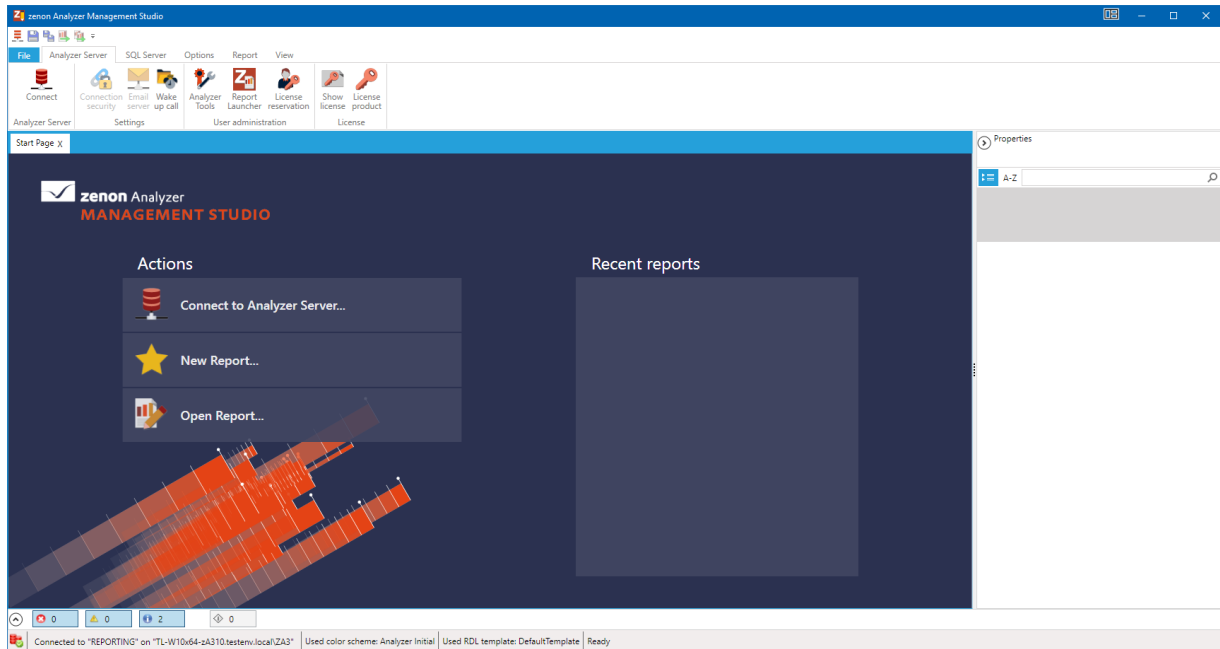 zenon Analyzer Management Studio
File Analyzer Server SQL Server Options Report View
Connect
Connection security
Email server
Wake up call
Analyzer Tools
Report Launcher
License reservation
Show license
License product
Analyzer Server Settings User administration License
Start Page X
Properties
A-Z
zenon Analyzer
MANAGEMENT STUDIO
Actions
Recent reports
Connect to Analyzer Server...
New Report...
Open Report...
0 0 2 0
Connected to "REPORTING" on "TL-W10x64-zA310.testenv.local\ZA3" Used color scheme: Analyzer Initial Used RDL template: DefaultTemplate Ready